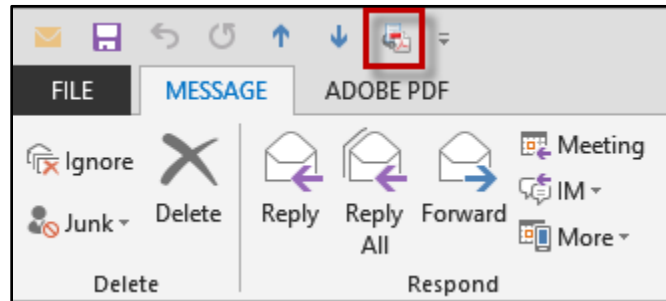 FILE MESSAGE ADOBE PDF
Ignore
Junk
Delete
Reply
Reply All
Forward
Meeting
IM
More
Delete
Respond